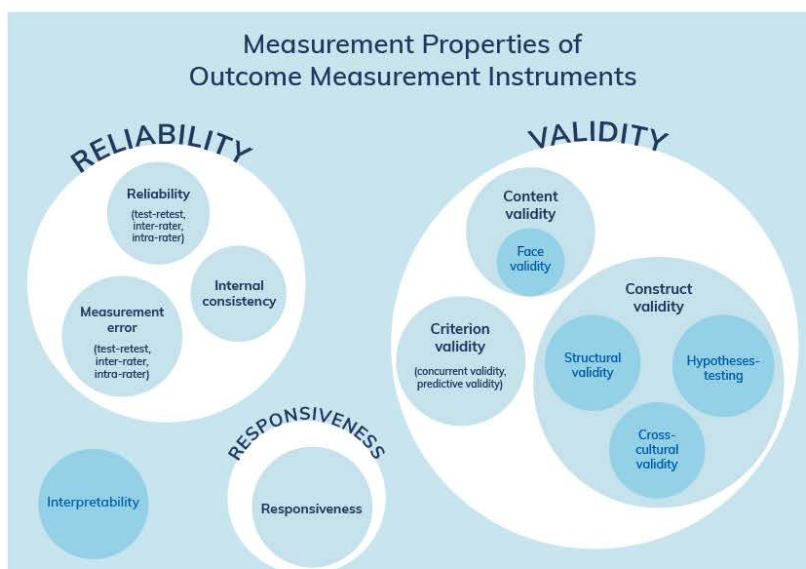 Measurement Properties of
Outcome Measurement Instruments
RELIABILITY
Reliability
(test-retest,
inter-rater,
intra-rater)
Internal
consistency
Measurement
error
(test-retest,
inter-rater,
intra-rater)
VALIDITY
Content
validity
Face
validity
Criterion
validity
(concurrent validity,
predictive validity)
Construct
validity
Structural
validity
Hypotheses-
testing
Cross-
cultural
validity
RESPONSIVENESS
Responsiveness
Interpretability